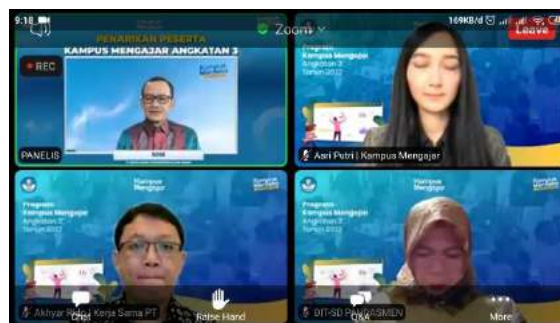 9:18
169KB/d
Zoom
Leave
PENARIKAN PESERTA
KAMPUS MENGAJAR ANGKATAN 3
REC
PANELIS
Program
Kampus Mengajar
Angkatan 3
Tahun 2022
Asri Putri | Kampus Mengajar
Kampus
Mengajar
Program
Kampus Mengajar
Angkatan 3
Tahun 2022
Kerja Sama PT
Chat
Raise Hand
Kampus
Mengajar
Program
Kampus Mengajar
Angkatan 3
Tahun 2022
DIT-SD
Q&A
More